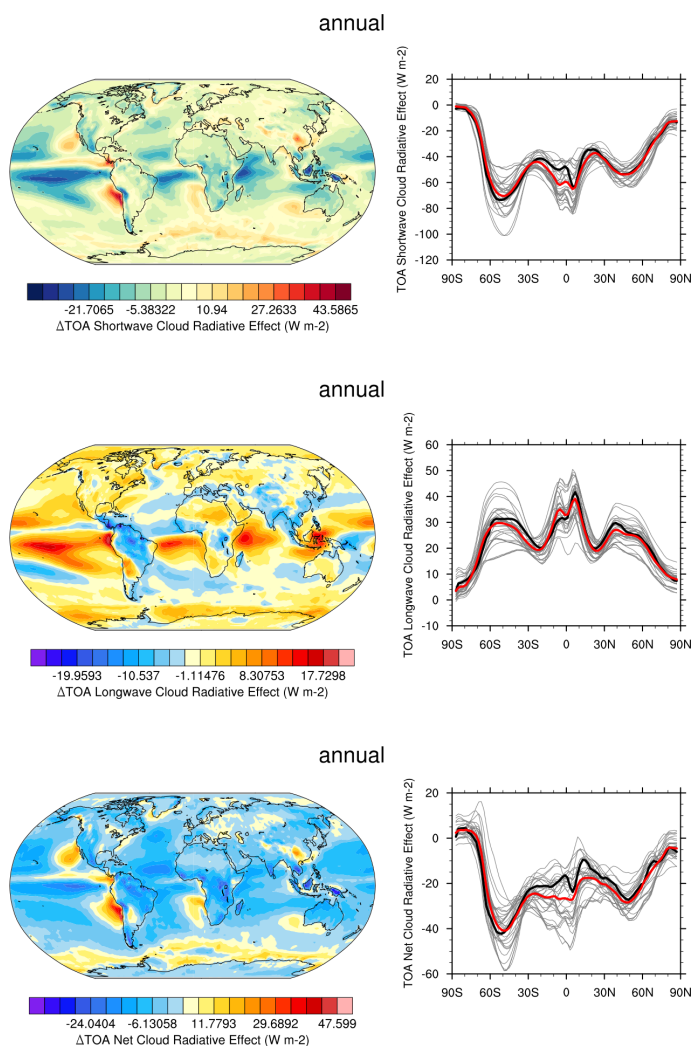 annual
TOA Shortwave Cloud Radiative Effect (W m-2)
20
0
-20
-40
-60
-80
-100
-120
90S 60S 30S 0 30N 60N 90N
-21.7065 -5.38322 10.94 27.2633 43.5865
ΔTOA Shortwave Cloud Radiative Effect (W m-2)
annual
TOA Longwave Cloud Radiative Effect (W m-2)
60
50
40
30
20
10
0
-10
90S 60S 30S 0 30N 60N 90N
-19.9593 -10.537 -1.11476 8.30753 17.7298
ΔTOA Longwave Cloud Radiative Effect (W m-2)
annual
TOA Net Cloud Radiative Effect (W m-2)
20
0
-20
-40
-60
90S 60S 30S 0 30N 60N 90N
-24.0404 -6.13058 11.7793 29.6892 47.599
ΔTOA Net Cloud Radiative Effect (W m-2)